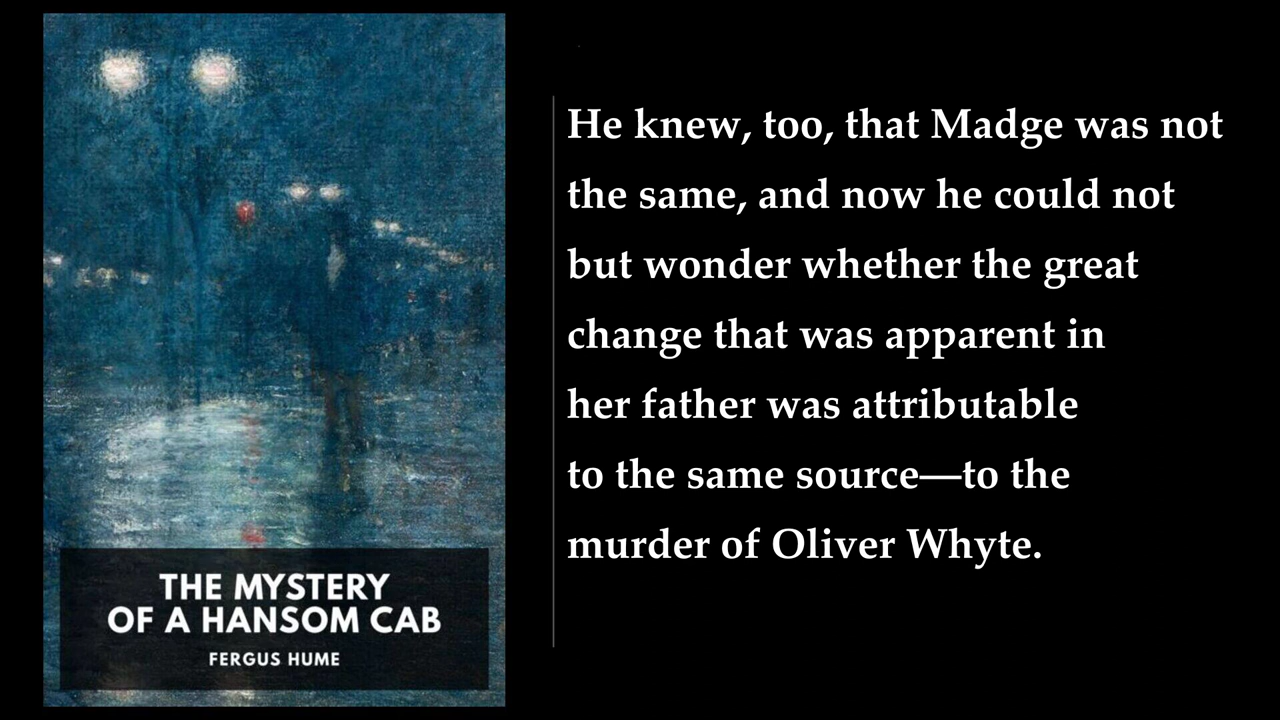 THE MYSTERY
OF A HANSOM CAB
FERGUS HUME
He knew, too, that Madge was not
the same, and now he could not
but wonder whether the great
change that was apparent in
her father was attributable
to the same source—to the
murder of Oliver Whyte.